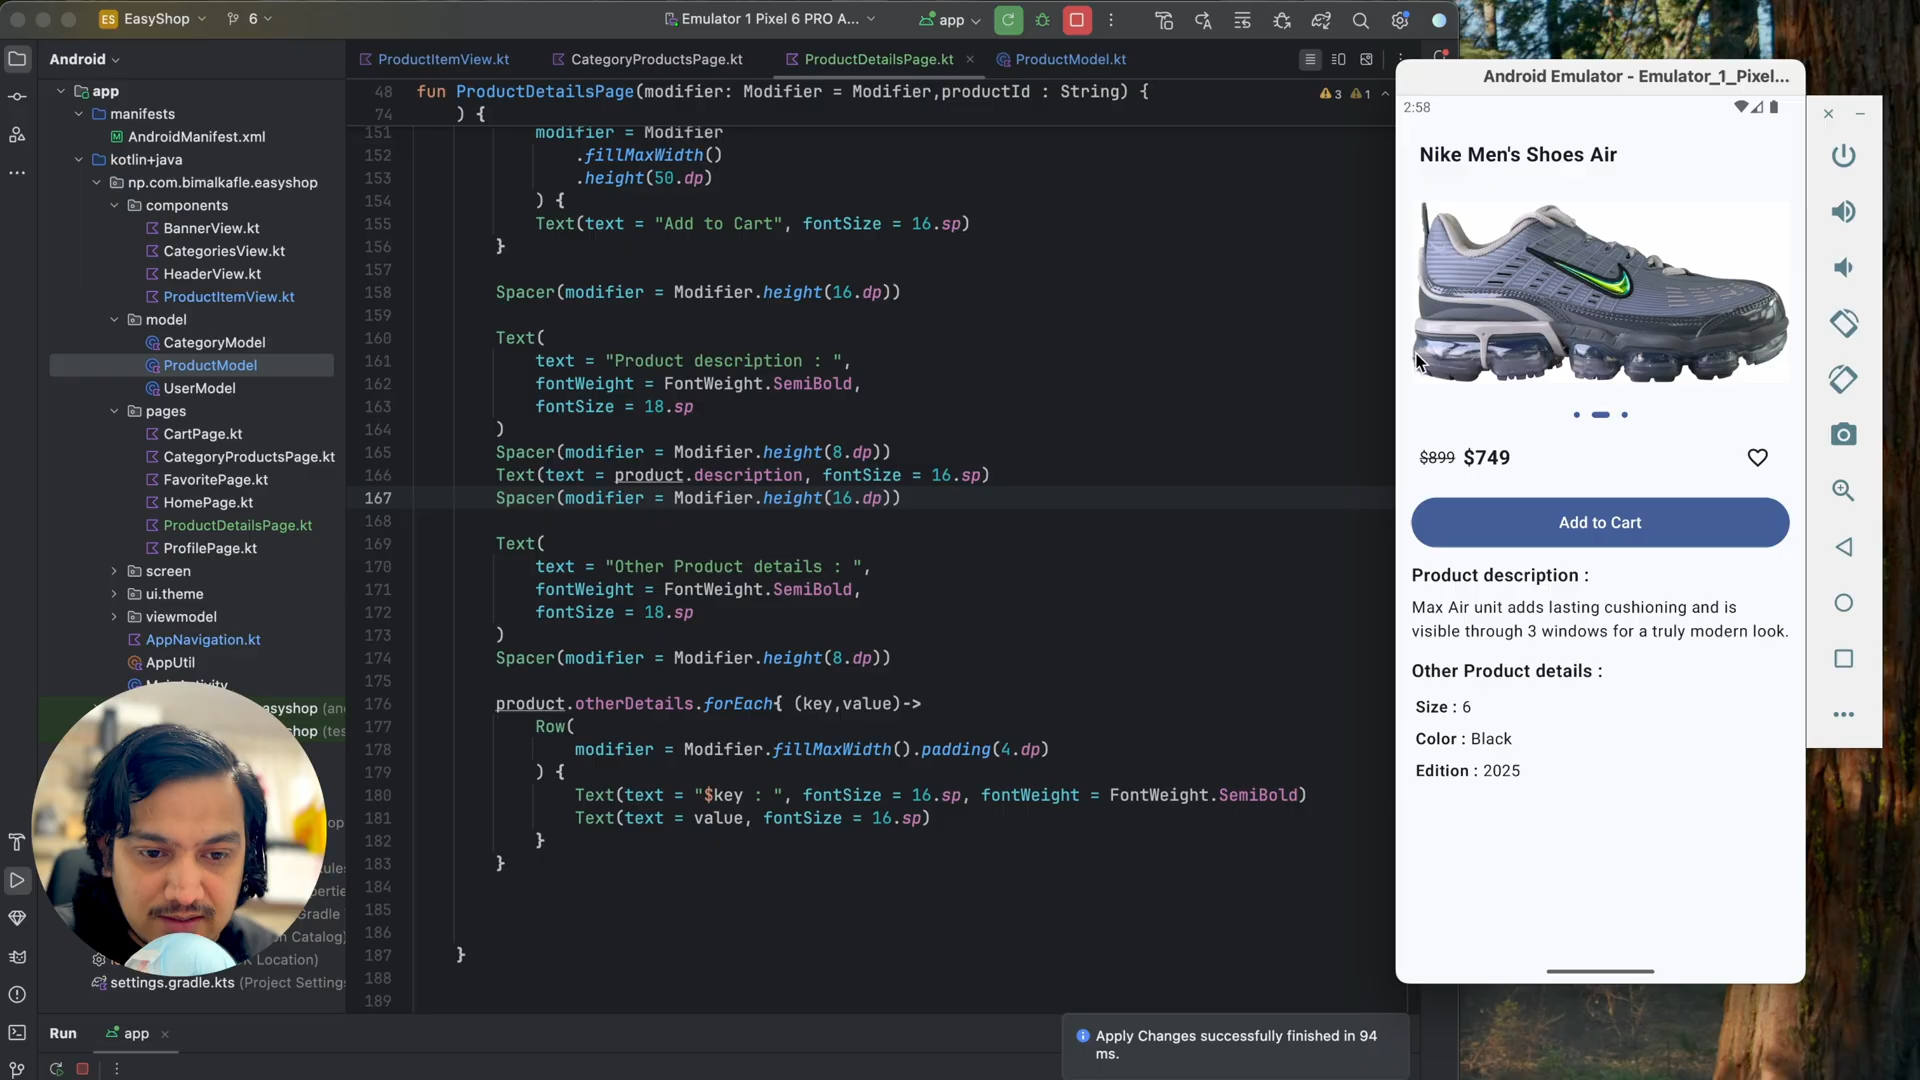 ES EasyShop 6 Emulator 1 Pixel 6 PRO A... app
Android
ProductItemView.kt CategoryProductsPage.kt ProductDetailsPage.kt ProductModel.kt
app
manifests
AndroidManifest.xml
kotlin+java
np.com.bimalkafle.easyshop
components
BannerView.kt
CategoriesView.kt
HeaderView.kt
ProductItemView.kt
model
CategoryModel
ProductModel
UserModel
pages
CartPage.kt
CategoryProductsPage.kt
FavoritePage.kt
HomePage.kt
ProductDetailsPage.kt
ProfilePage.kt
screen
ui.theme
viewmodel
AppNavigation.kt
AppUtil
settings.gradle.kts (Project Settings
48 fun ProductDetailsPage(modifier: Modifier = Modifier,productId : String) { 3 1
74 ) {
151 modifier = Modifier
152 .fillMaxWidth()
153 .height(50.dp)
154 ) {
155 Text(text = "Add to Cart", fontSize = 16.sp)
156 }
157
158 Spacer(modifier = Modifier.height(16.dp))
159
160 Text(
161 text = "Product description : ",
162 fontWeight = FontWeight.SemiBold,
163 fontSize = 18.sp
164 )
165 Spacer(modifier = Modifier.height(8.dp))
166 Text(text = product.description, fontSize = 16.sp)
167 Spacer(modifier = Modifier.height(16.dp))
168
169 Text(
170 text = "Other Product details : ",
171 fontWeight = FontWeight.SemiBold,
172 fontSize = 18.sp
173 )
174 Spacer(modifier = Modifier.height(8.dp))
175
176 product.otherDetails.forEach{ (key,value)->
177 Row(
178 modifier = Modifier.fillMaxWidth().padding(4.dp)
179 ) {
180 Text(text = "$key : ", fontSize = 16.sp, fontWeight = FontWeight.SemiBold)
181 Text(text = value, fontSize = 16.sp)
182 }
183 }
184
185
186
187 }
188
189
Run app
Apply Changes successfully finished in 94
ms.
Android Emulator - Emulator_1_Pixel...
2:58
Nike Men's Shoes Air
$899 $749
Add to Cart
Product description :
Max Air unit adds lasting cushioning and is
visible through 3 windows for a truly modern look.
Other Product details :
Size : 6
Color : Black
Edition : 2025